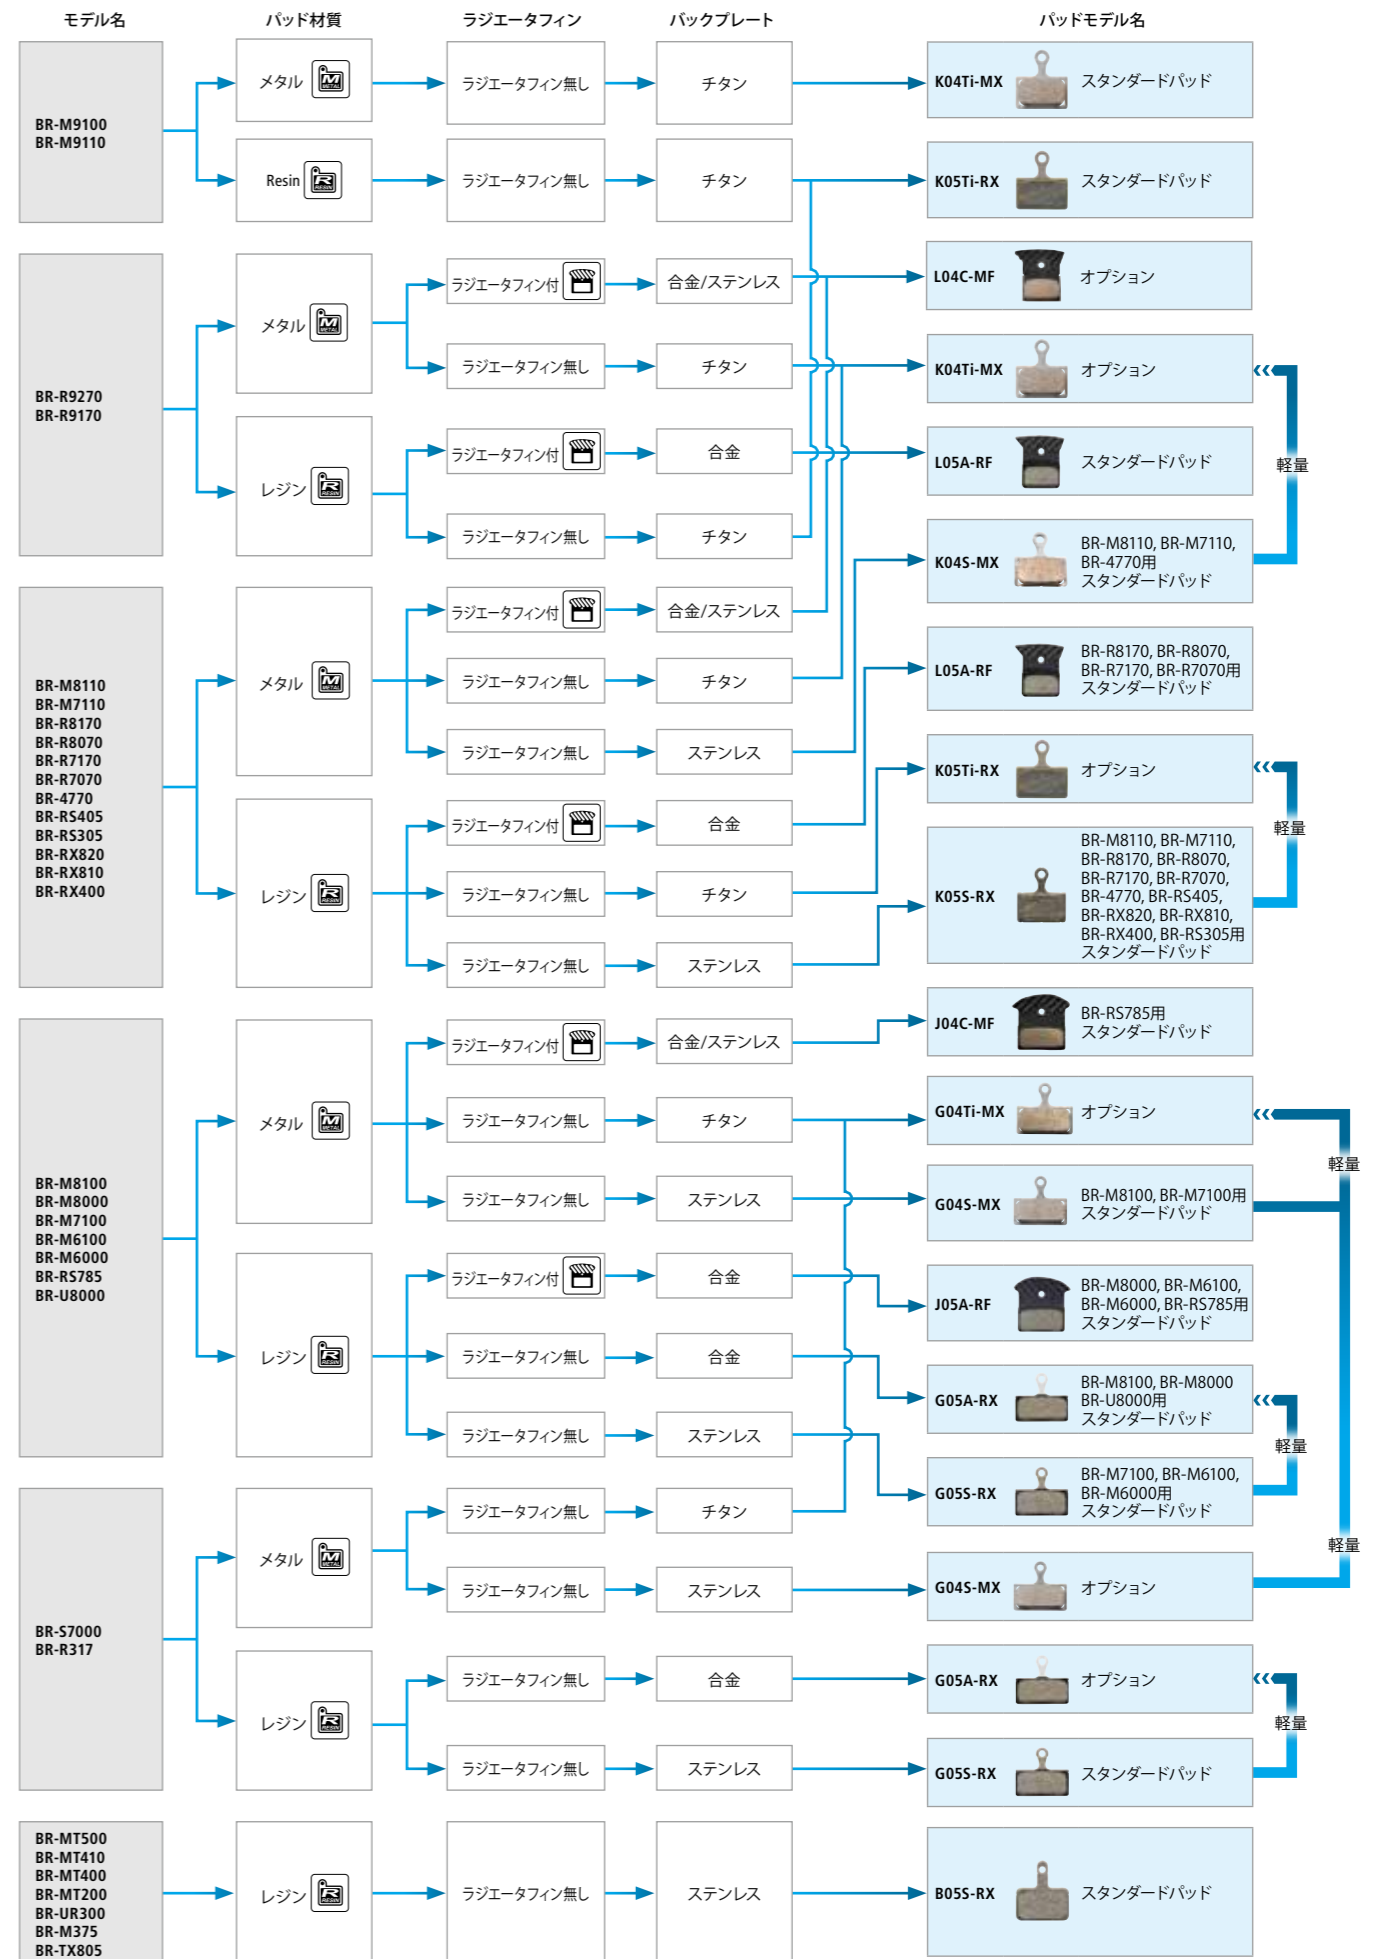 モデル名
パッド材質
ラジエータフィン
バックプレート
パッドモデル名
BR-M9100
BR-M9110
メタル
M
METAL
ラジエータフィン無し
チタン
K04Ti-MX
スタンダードパッド
Resin
R
RESIN
ラジエータフィン無し
チタン
K05Ti-RX
スタンダードパッド
BR-R9270
BR-R9170
メタル
M
METAL
ラジエータフィン付
合金/ステンレス
L04C-MF
オプション
ラジエータフィン無し
チタン
K04Ti-MX
オプション
レジン
R
RESIN
ラジエータフィン付
合金
L05A-RF
スタンダードパッド
軽量
ラジエータフィン無し
チタン
K04S-MX
BR-M8110, BR-M7110,
BR-4770用
スタンダードパッド
BR-M8110
BR-M7110
BR-R8170
BR-R8070
BR-R7170
BR-R7070
BR-4770
BR-RS405
BR-RS305
BR-RX820
BR-RX810
BR-RX400
メタル
M
METAL
ラジエータフィン付
合金/ステンレス
ラジエータフィン無し
チタン
L05A-RF
BR-R8170, BR-R8070,
BR-R7170, BR-R7070用
スタンダードパッド
ラジエータフィン無し
ステンレス
K05Ti-RX
オプション
レジン
R
RESIN
ラジエータフィン付
合金
軽量
ラジエータフィン無し
チタン
K05S-RX
BR-M8110, BR-M7110,
BR-R8170, BR-R8070,
BR-R7170, BR-R7070,
BR-4770, BR-RS405,
BR-RX820, BR-RX810,
BR-RX400, BR-RS305用
スタンダードパッド
ラジエータフィン無し
ステンレス
BR-M8100
BR-M8000
BR-M7100
BR-M6100
BR-M6000
BR-RS785
BR-U8000
メタル
M
METAL
ラジエータフィン付
合金/ステンレス
J04C-MF
BR-RS785用
スタンダードパッド
ラジエータフィン無し
チタン
G04Ti-MX
オプション
軽量
ラジエータフィン無し
ステンレス
G04S-MX
BR-M8100, BR-M7100用
スタンダードパッド
レジン
R
RESIN
ラジエータフィン付
合金
J05A-RF
BR-M8000, BR-M6100,
BR-M6000, BR-RS785用
スタンダードパッド
ラジエータフィン無し
合金
G05A-RX
BR-M8100, BR-M8000
BR-U8000用
スタンダードパッド
軽量
ラジエータフィン無し
ステンレス
G05S-RX
BR-M7100, BR-M6100,
BR-M6000用
スタンダードパッド
BR-S7000
BR-R317
メタル
M
METAL
ラジエータフィン無し
チタン
軽量
ラジエータフィン無し
ステンレス
G04S-MX
オプション
レジン
R
RESIN
ラジエータフィン無し
合金
G05A-RX
オプション
軽量
ラジエータフィン無し
ステンレス
G05S-RX
スタンダードパッド
BR-MT500
BR-MT410
BR-MT400
BR-MT200
BR-UR300
BR-M375
BR-TX805
レジン
R
RESIN
ラジエータフィン無し
ステンレス
B05S-RX
スタンダードパッド